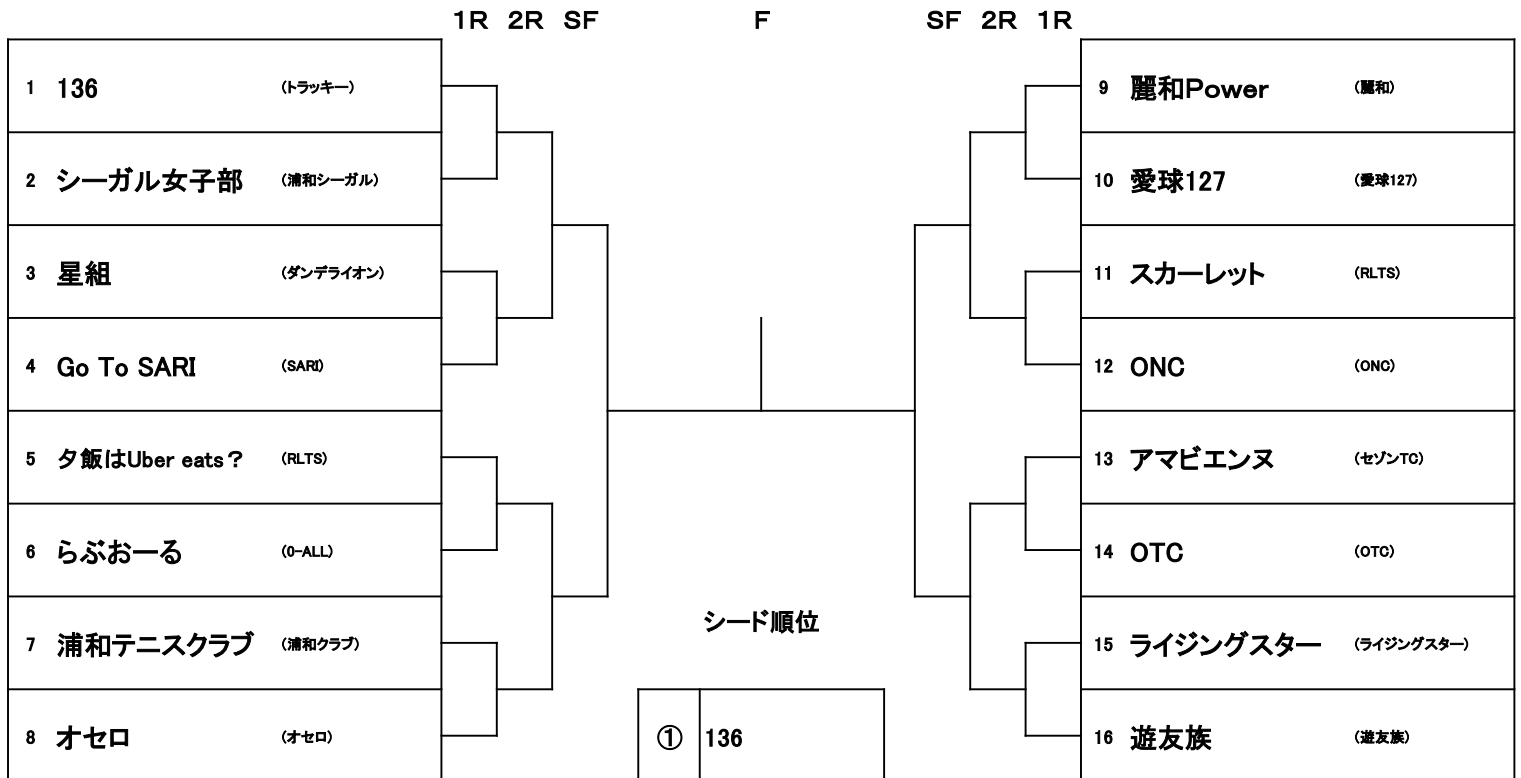 1R 2R SF F SF 2R 1R
1 136 (トラッキー)
2 シーガル女子部 (浦和シーガル)
3 星組 (ダンデライオン)
4 Go To SARI (SARI)
5 夕飯はUber eats? (RLTS)
6 らぶおーる (0-ALL)
7 浦和テニスクラブ (浦和クラブ)
8 オセロ (オセロ)
9 麗和Power (麗和)
10 愛球127 (愛球127)
11 スカーレット (RLTS)
12 ONC (ONC)
13 アマビエンヌ (セゾンTC)
14 OTC (OTC)
15 ライジングスター (ライジングスター)
16 遊友族 (遊友族)
シード順位
① 136